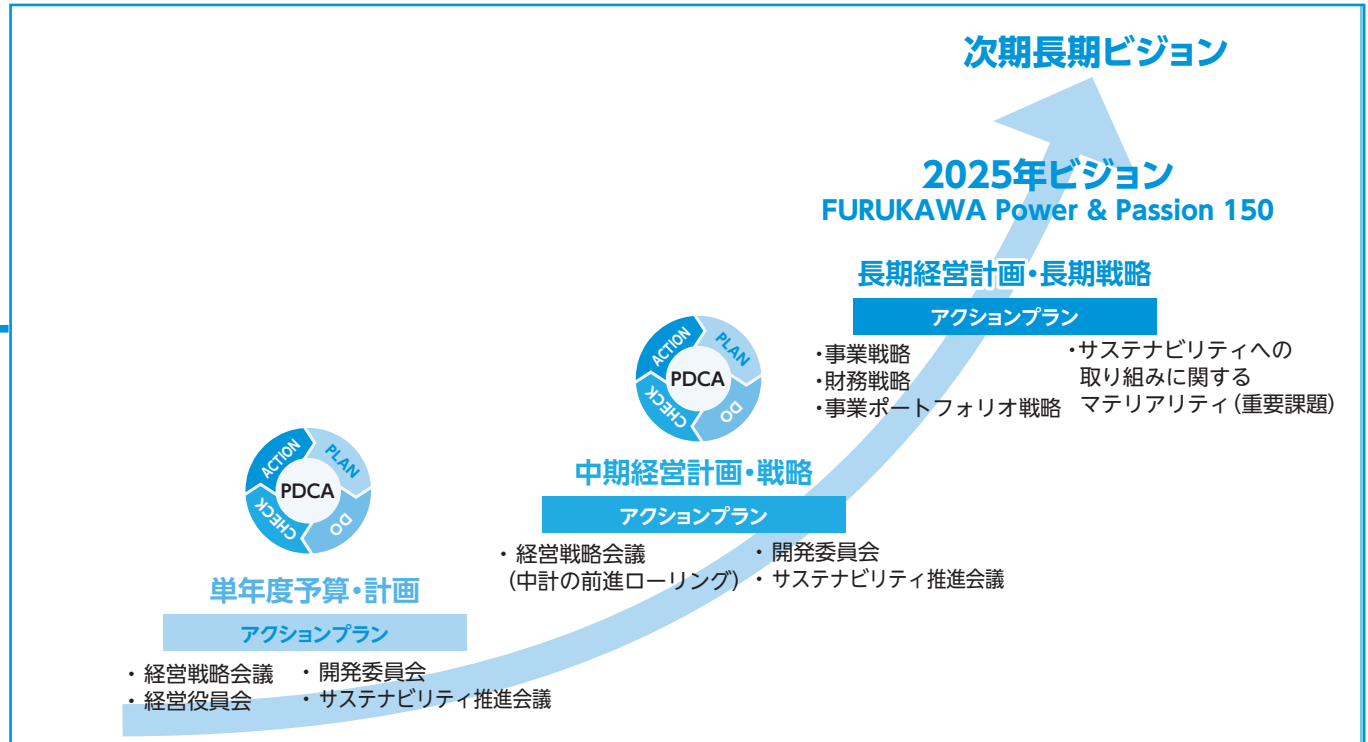 次期長期ビジョン
2025年ビジョン
FURUKAWA Power & Passion 150
長期経営計画・長期戦略
アクションプラン
・事業戦略
・財務戦略
・事業ポートフォリオ戦略
・サステナビリティへの
取り組みに関する
マテリアリティ(重要課題)
ACTION
PLAN
PDCA
CHECK
DO
中期経営計画・戦略
アクションプラン
・ 経営戦略会議
(中計の前進ローリング)
・ 開発委員会
・ サステナビリティ推進会議
ACTION
PLAN
PDCA
CHECK
DO
単年度予算・計画
アクションプラン
・ 経営戦略会議
・ 経営役員会
・ 開発委員会
・ サステナビリティ推進会議